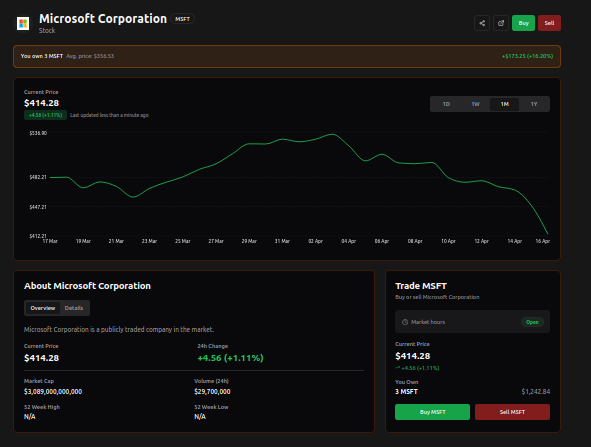 Microsoft Corporation MSFT
Stock
Buy
Sell
You own 3 MSFT Avg. price: $356.53
+$173.25 (+16.20%)
Current Price
$414.28
+4.56 (+1.11%) Last updated less than a minute ago
1D 1W 1M 1Y
$536.90
$482.21
$447.21
$412.21
17 Mar 19 Mar 21 Mar 23 Mar 25 Mar 27 Mar 29 Mar 31 Mar 02 Apr 04 Apr 06 Apr 08 Apr 10 Apr 12 Apr 14 Apr 16 Apr
About Microsoft Corporation
Overview Details
Microsoft Corporation is a publicly traded company in the market.
Current Price
$414.28
24h Change
+4.56 (+1.11%)
Market Cap
$3,089,000,000,000
Volume (24h)
$29,700,000
52 Week High
N/A
52 Week Low
N/A
Trade MSFT
Buy or sell Microsoft Corporation
Market hours Open
Current Price
$414.28
+4.56 (+1.11%)
You Own
3 MSFT $1,242.84
Buy MSFT Sell MSFT